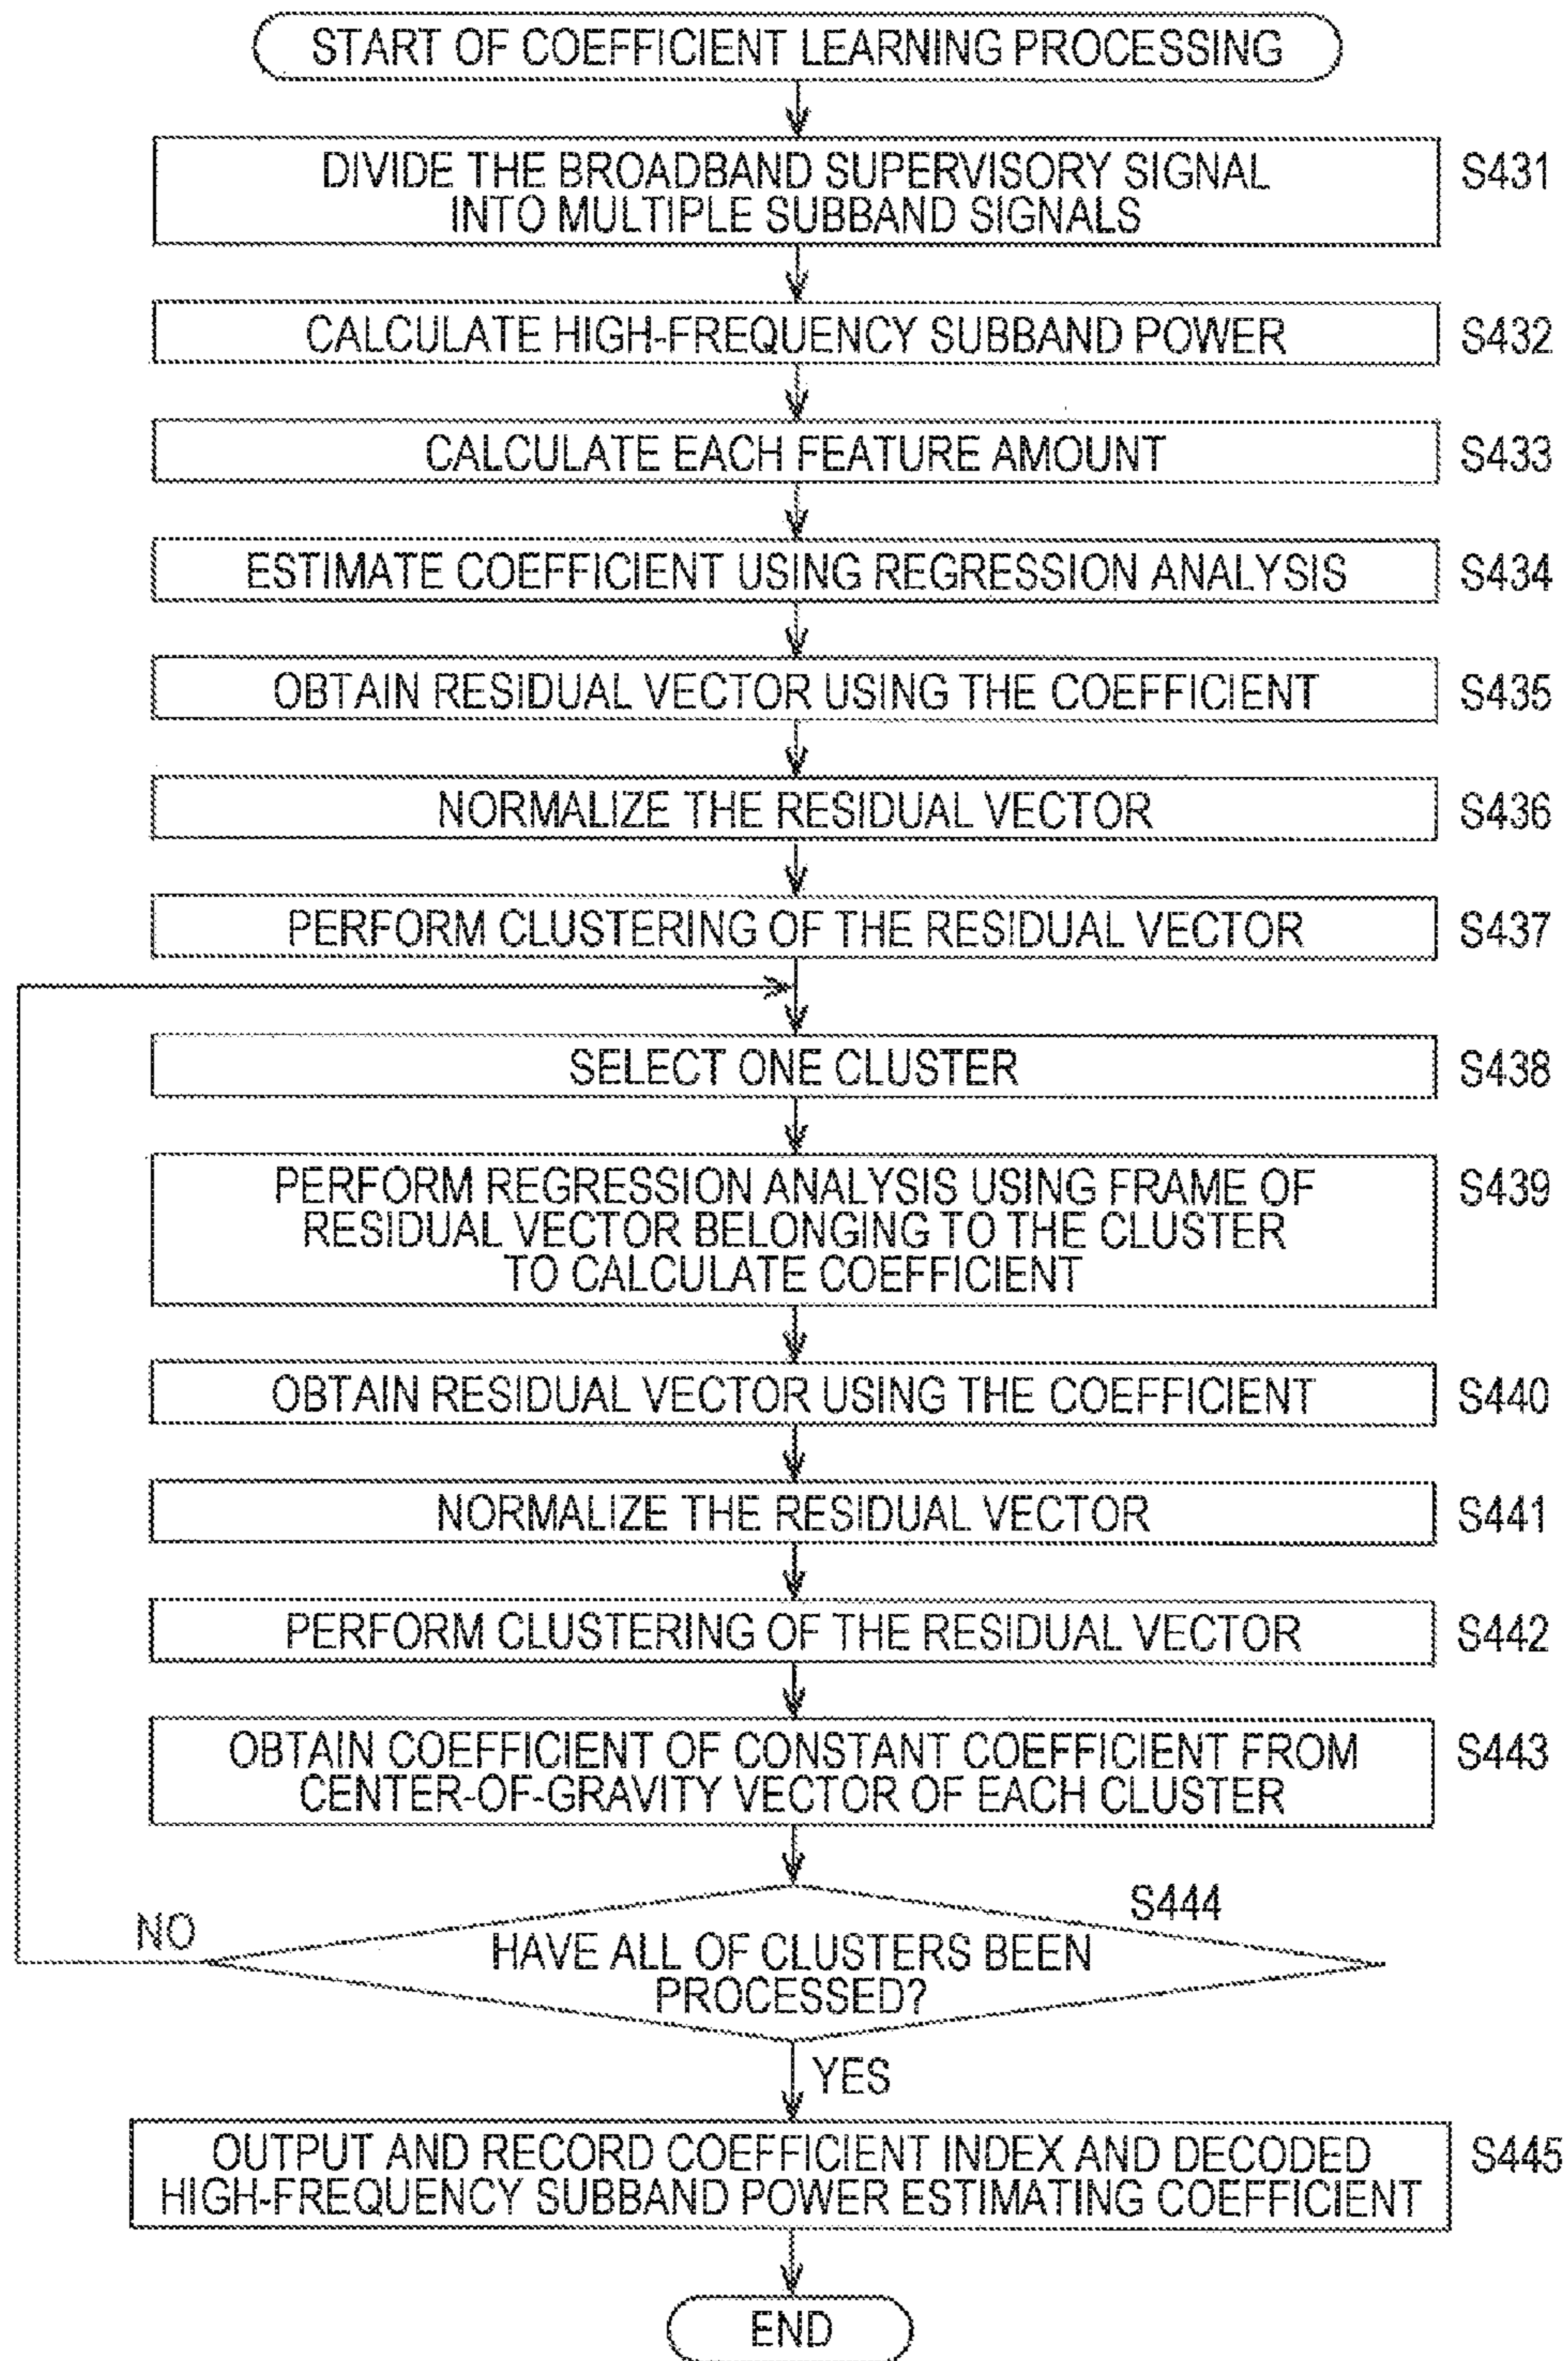 START OF COEFFICIENT LEARNING PROCESSING
DIVIDE THE BROADBAND SUPERVISORY SIGNAL
INTO MULTIPLE SUBBAND SIGNALS
S431
CALCULATE HIGH-FREQUENCY SUBBAND POWER
S432
CALCULATE EACH FEATURE AMOUNT
S433
ESTIMATE COEFFICIENT USING REGRESSION ANALYSIS
S434
OBTAIN RESIDUAL VECTOR USING THE COEFFICIENT
S435
NORMALIZE THE RESIDUAL VECTOR
S436
PERFORM CLUSTERING OF THE RESIDUAL VECTOR
S437
SELECT ONE CLUSTER
S438
PERFORM REGRESSION ANALYSIS USING FRAME OF
RESIDUAL VECTOR BELONGING TO THE CLUSTER
TO CALCULATE COEFFICIENT
S439
OBTAIN RESIDUAL VECTOR USING THE COEFFICIENT
S440
NORMALIZE THE RESIDUAL VECTOR
S441
PERFORM CLUSTERING OF THE RESIDUAL VECTOR
S442
OBTAIN COEFFICIENT OF CONSTANT COEFFICIENT FROM
CENTER-OF-GRAVITY VECTOR OF EACH CLUSTER
S443
S444
NO
HAVE ALL OF CLUSTERS BEEN
PROCESSED?
YES
OUTPUT AND RECORD COEFFICIENT INDEX AND DECODED
HIGH-FREQUENCY SUBBAND POWER ESTIMATING COEFFICIENT
S445
END